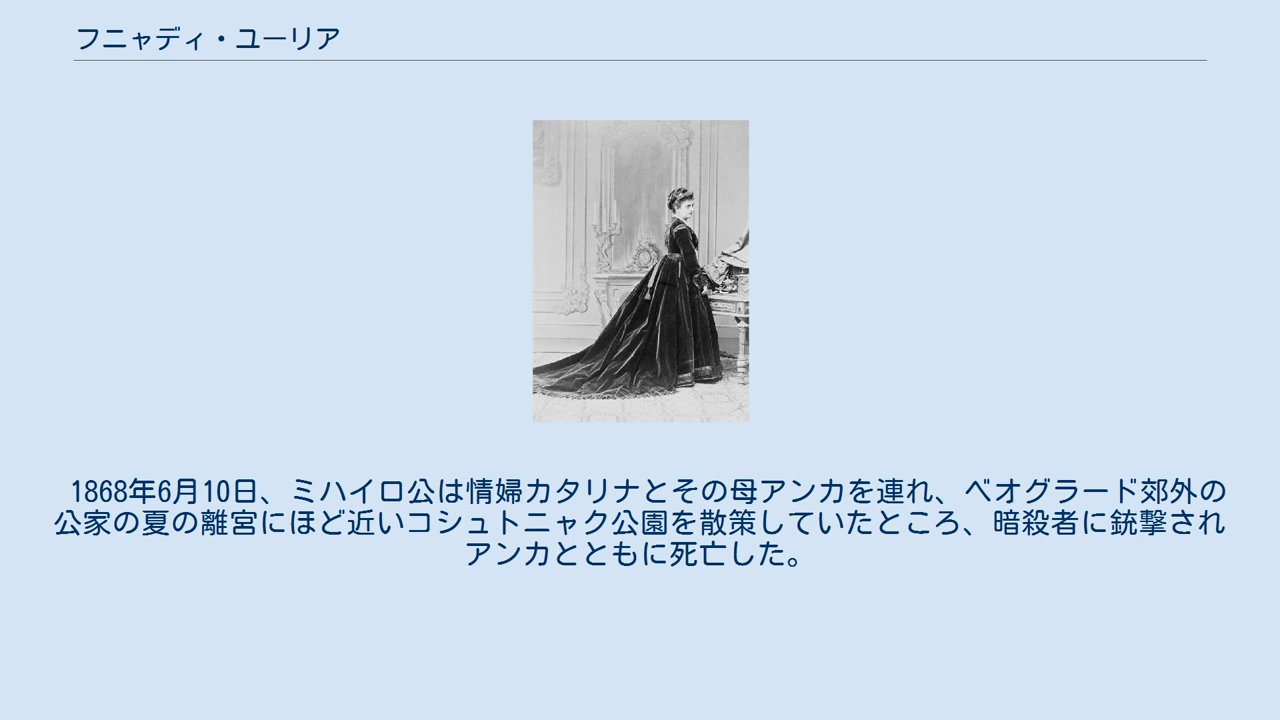 フニャディ・ユーリア
1868年6月10日、ミハイロ公は情婦カタリナとその母アンカを連れ、ベオグラード郊外の
公家の夏の離宮にほど近いコシュトニャク公園を散策していたところ、暗殺者に銃撃され
アンカとともに死亡した。